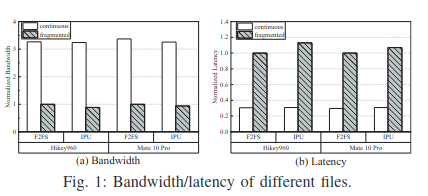 continuous
fragmented
Normalized Bandwidth
4
3
2
1
0
F2FS IPU F2FS IPU
Hikey960 Mate 10 Pro
(a) Bandwidth
continuous
fragmented
Normalized Latency
1.4
1.2
1.0
0.8
0.6
0.4
0.2
0.0
F2FS IPU F2FS IPU
Hikey960 Mate 10 Pro
(b) Latency
Fig. 1: Bandwidth/latency of different files.